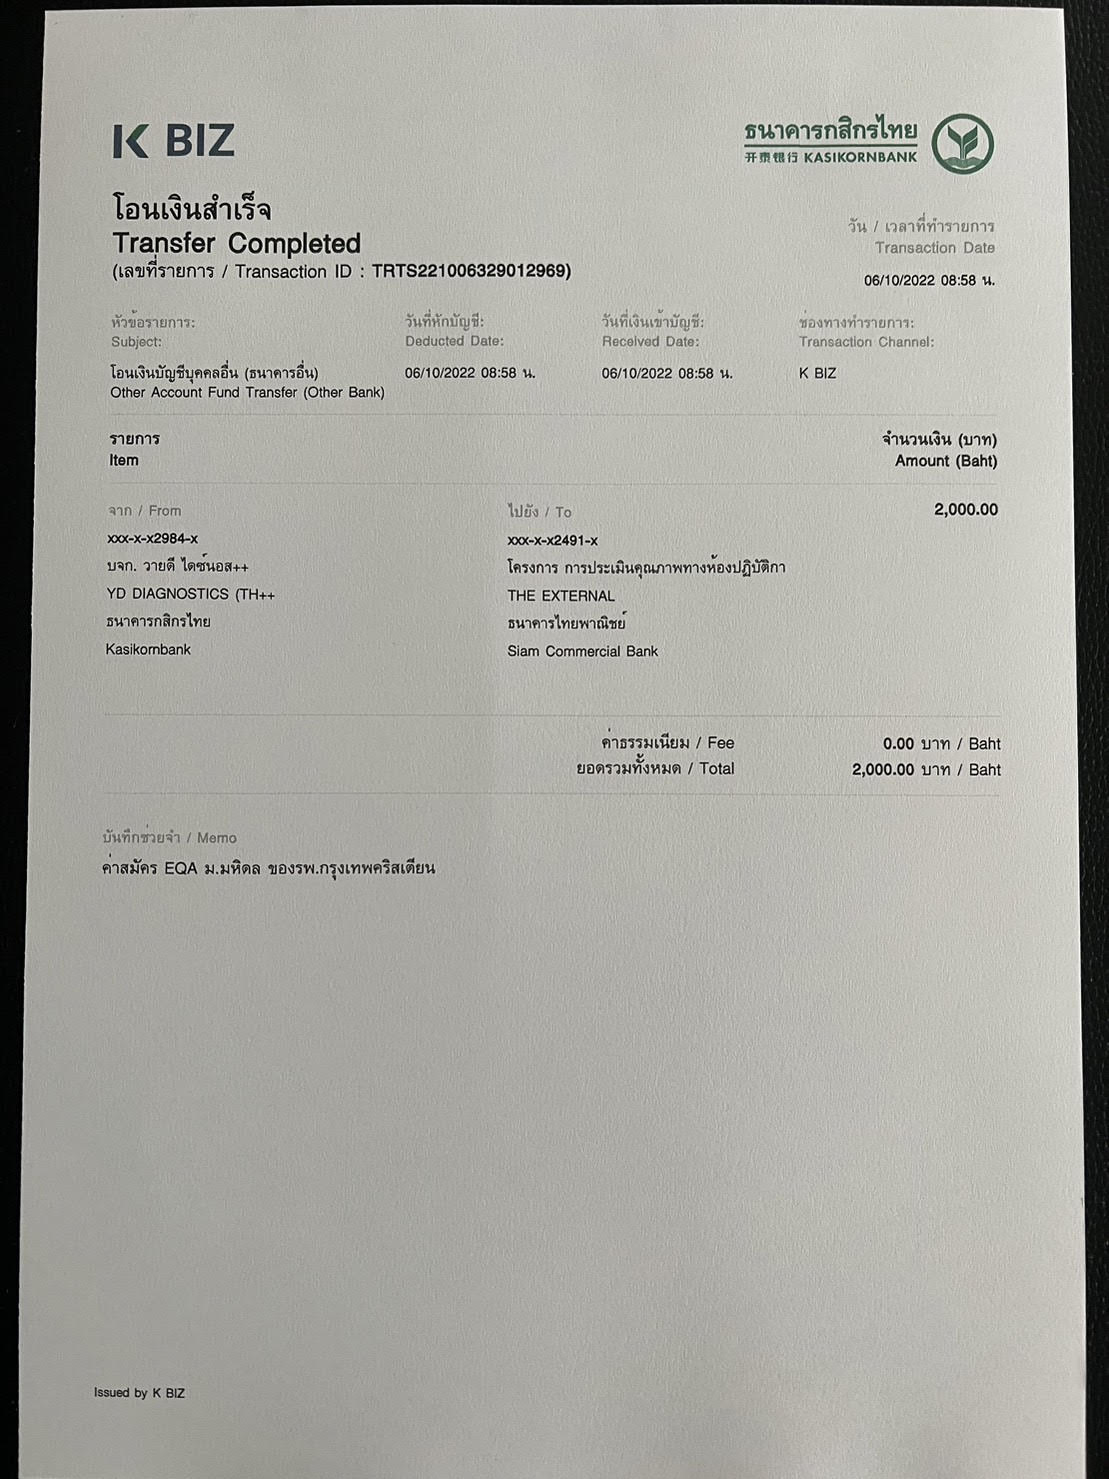 K BIZ
ธนาคารกสิกรไทย
开泰银行 KASIKORNBANK
โอนเงินสำเร็จ
Transfer Completed
(เลขที่รายการ / Transaction ID : TRTS221006329012969)
วัน / เวลาที่ทำรายการ
Transaction Date
06/10/2022 08:58 น.
หัวข้อรายการ:
Subject:
โอนเงินบัญชีบุคคลอื่น (ธนาคารอื่น)
Other Account Fund Transfer (Other Bank)
วันที่หักบัญชี:
Deducted Date:
06/10/2022 08:58 น.
วันที่เงินเข้าบัญชี:
Received Date:
06/10/2022 08:58 น.
ช่องทางทำรายการ:
Transaction Channel:
K BIZ
รายการ
Item
จำนวนเงิน (บาท)
Amount (Baht)
จาก / From
xxx-x-x2984-x
บจก. วายดี ไดซ์นอส++
YD DIAGNOSTICS (TH++
ธนาคารกสิกรไทย
Kasikornbank
ไปยัง / To
xxx-x-x2491-x
โครงการ การประเมินคุณภาพทางห้องปฏิบัติกา
THE EXTERNAL
ธนาคารไทยพาณิชย์
Siam Commercial Bank
2,000.00
ค่าธรรมเนียม / Fee 0.00 บาท / Baht
ยอดรวมทั้งหมด / Total 2,000.00 บาท / Baht
บันทึกช่วยจำ / Memo
ค่าสมัคร EQA ม.มหิดล ของรพ.กรุงเทพคริสเตียน
Issued by K BIZ